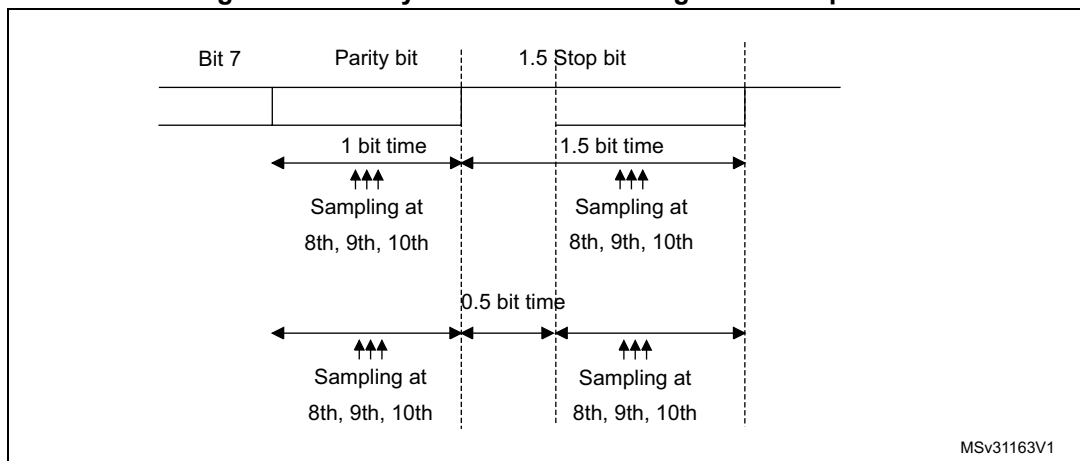 Bit 7 Parity bit 1.5 Stop bit
1 bit time 1.5 bit time
Sampling at Sampling at
8th, 9th, 10th 8th, 9th, 10th
0.5 bit time
Sampling at Sampling at
8th, 9th, 10th 8th, 9th, 10th
MSv31163V1